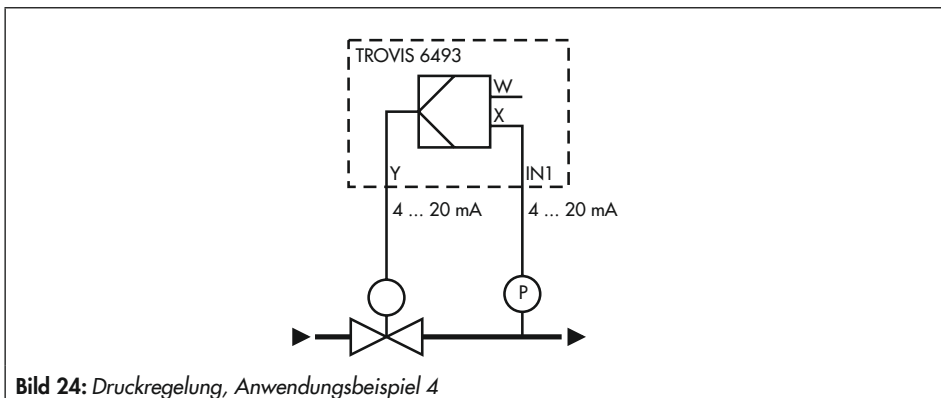 TROVIS 6493
W
X
Y
IN1
4 ... 20 mA
4 ... 20 mA
P
Bild 24: Druckregelung, Anwendungsbeispiel 4